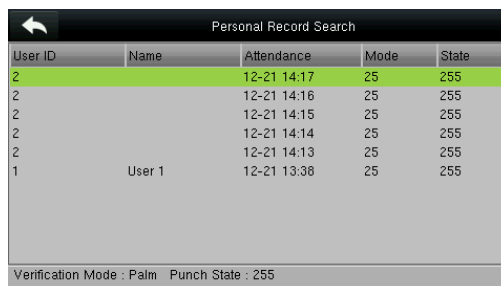 Personal Record Search
User ID Name Attendance Mode State
2 12-21 14:17 25 255
2 12-21 14:16 25 255
2 12-21 14:15 25 255
2 12-21 14:14 25 255
2 12-21 14:13 25 255
1 User 1 12-21 13:38 25 255
Verification Mode : Palm Punch State : 255